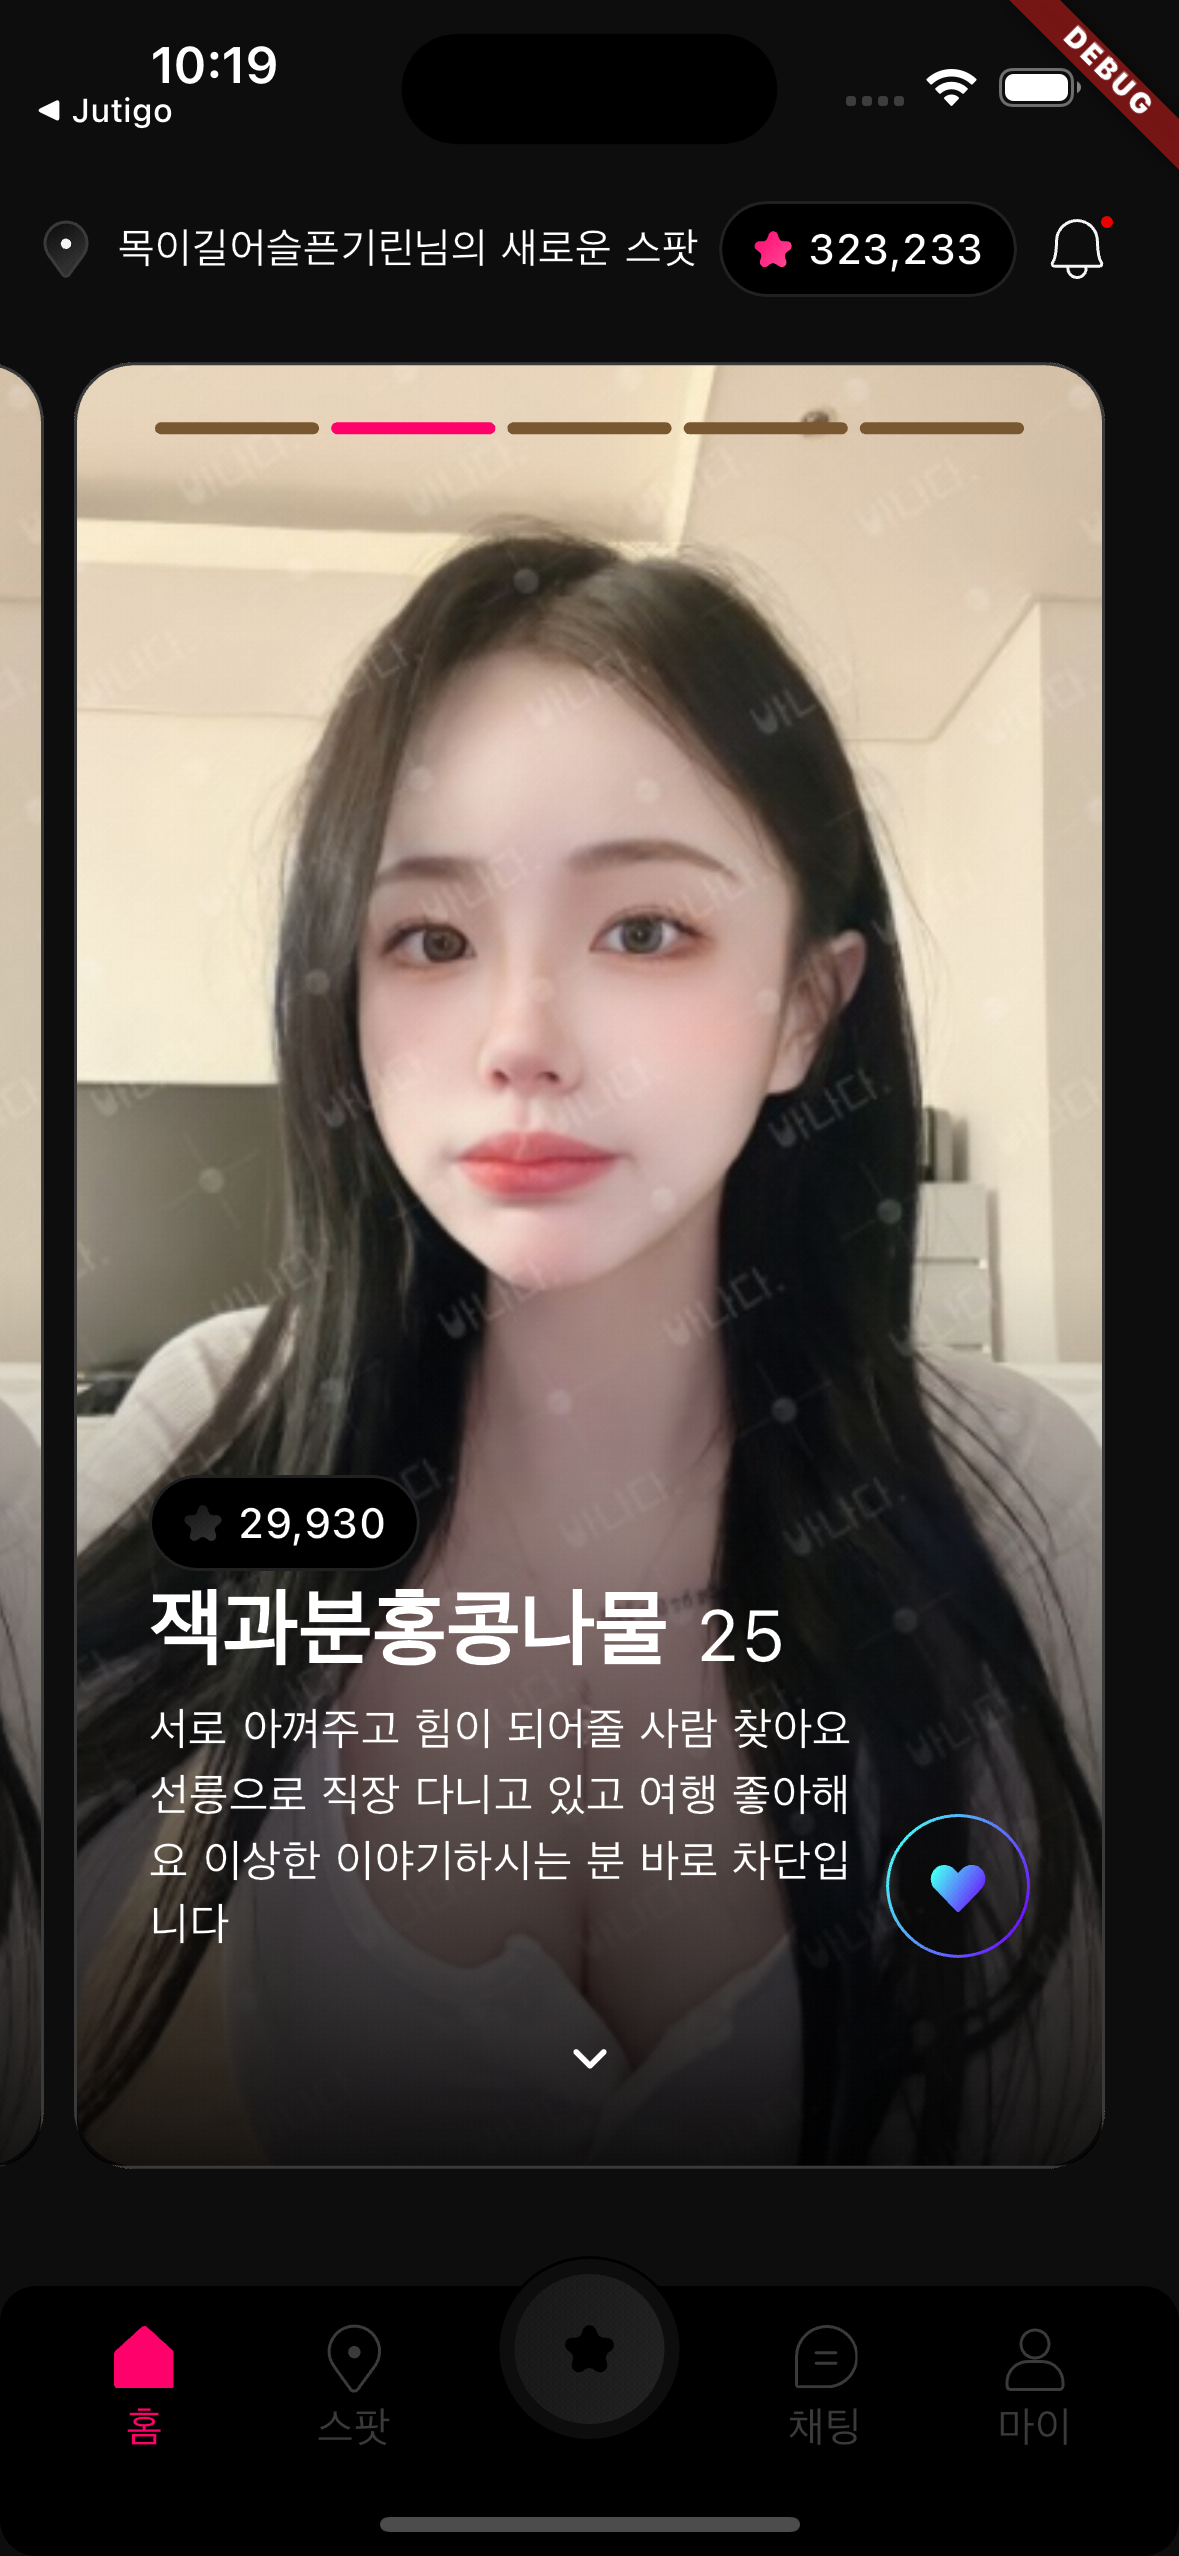 10:19
◀ Jutigo
DEBUG
목이길어슬픈기린님의 새로운 스팟
323,233
바니다.
29,930
잭과분홍콩나물 25
서로 아껴주고 힘이 되어줄 사람 찾아요
선릉으로 직장 다니고 있고 여행 좋아해
요 이상한 이야기하시는 분 바로 차단입
니다
홈
스팟
채팅
마이